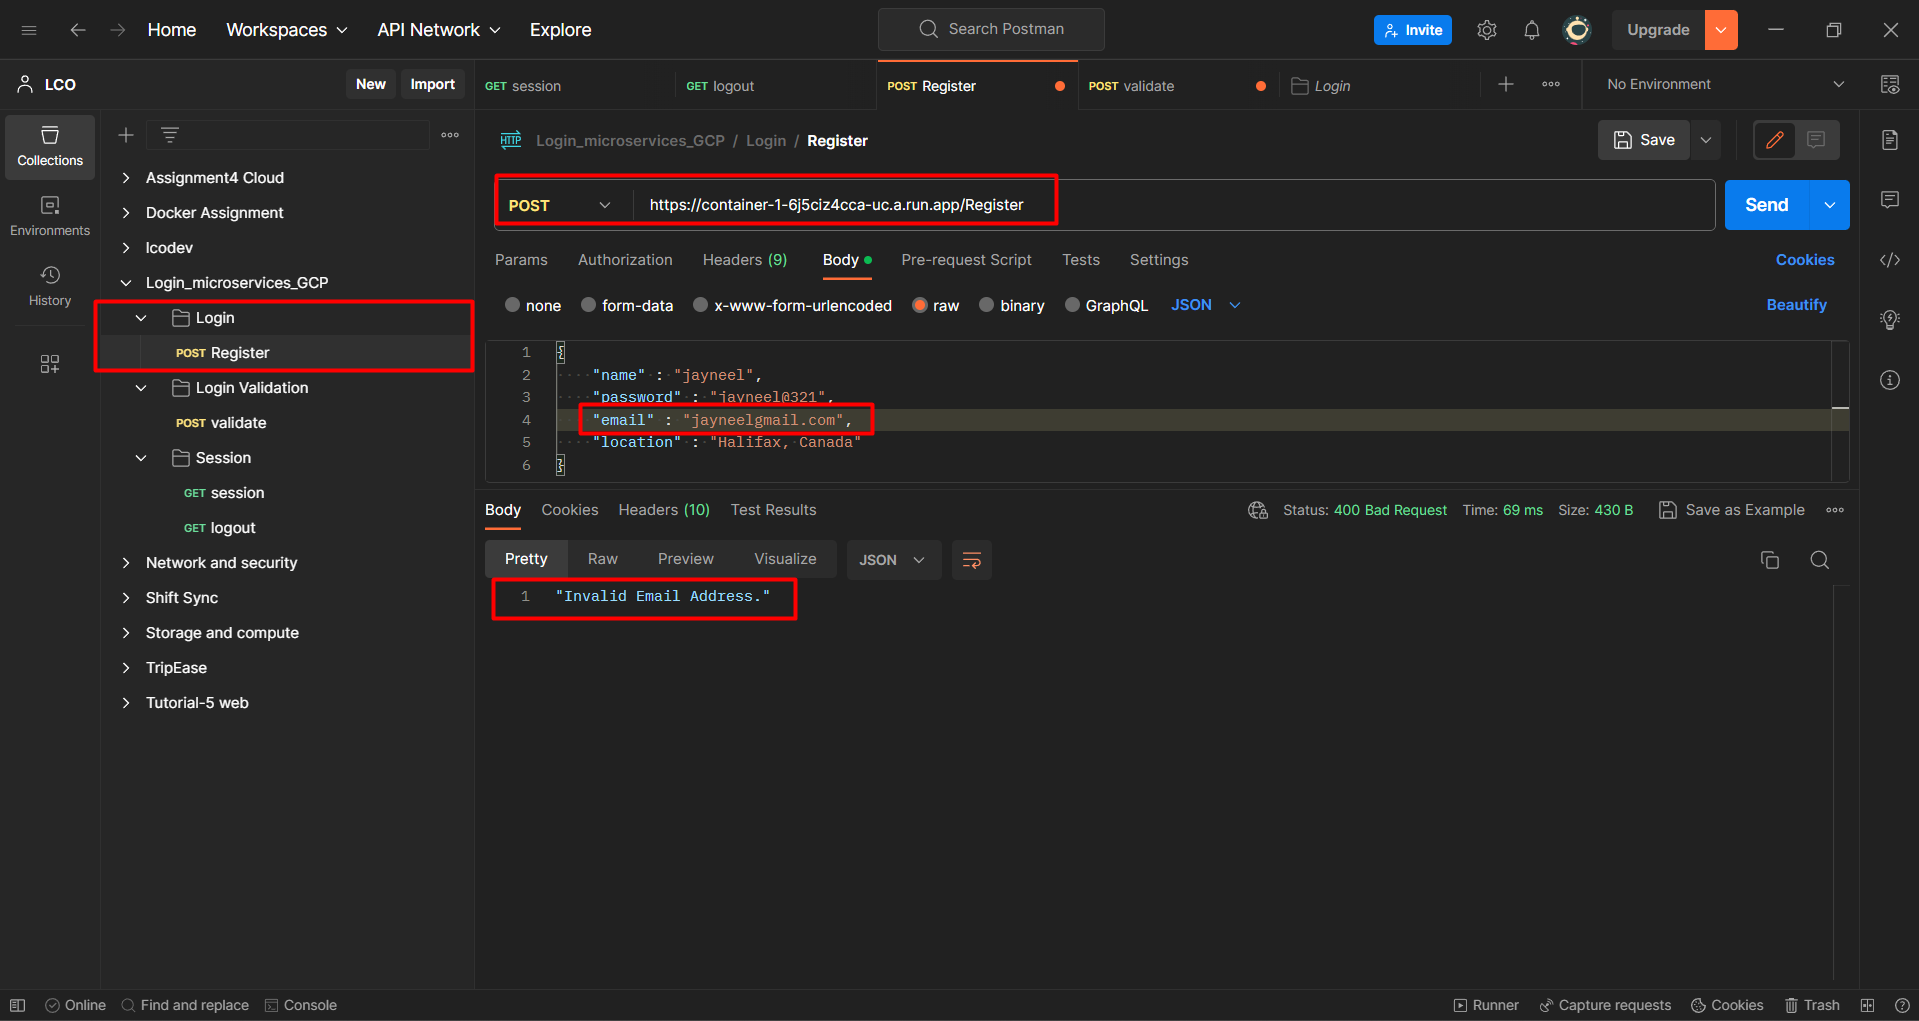 Home Workspaces API Network Explore Search Postman Invite Upgrade
LCO New Import
GET session GET logout POST Register POST validate Login No Environment
Collections
Environments
History
Assignment4 Cloud
Docker Assignment
lcodev
Login_microservices_GCP
Login
POST Register
Login Validation
POST validate
Session
GET session
GET logout
Network and security
Shift Sync
Storage and compute
TripEase
Tutorial-5 web
HTTP Login_microservices_GCP / Login / Register Save
POST https://container-1-6j5ciz4cca-uc.a.run.app/Register Send
Params Authorization Headers (9) Body Pre-request Script Tests Settings Cookies
none form-data x-www-form-urlencoded raw binary GraphQL JSON Beautify
1 {
2 "name" : "jayneel",
3 "password" : "jayneel@321",
4 "email" : "jayneelgmail.com",
5 "location" : "Halifax, Canada"
6 }
Body Cookies Headers (10) Test Results Status: 400 Bad Request Time: 69 ms Size: 430 B Save as Example
Pretty Raw Preview Visualize JSON
1 "Invalid Email Address."
Online Find and replace Console Runner Capture requests Cookies Trash